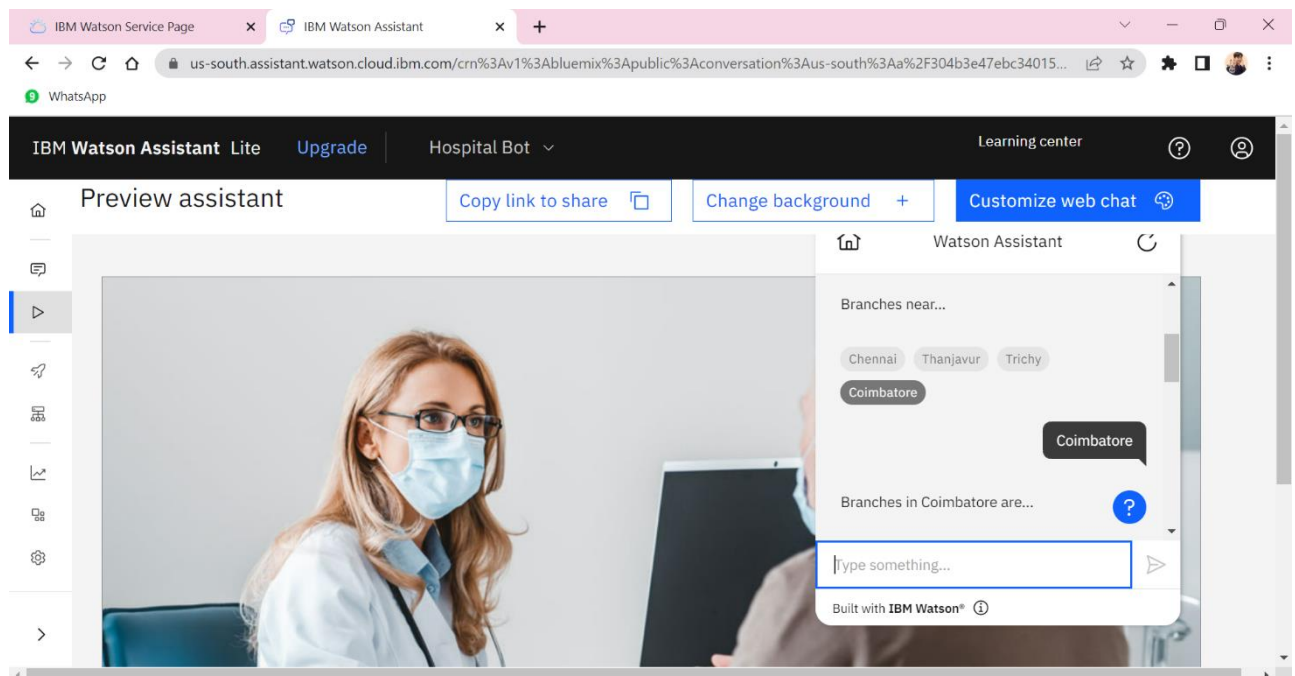 IBM Watson Service Page
IBM Watson Assistant
us-south.assistant.watson.cloud.ibm.com/crn%3Av1%3Abluemix%3Apublic%3Aconversation%3Aus-south%3Aa%2F304b3e47ebc34015...
WhatsApp
IBM Watson Assistant Lite Upgrade Hospital Bot Learning center
Preview assistant Copy link to share Change background + Customize web chat
Watson Assistant
Branches near...
Chennai Thanjavur Trichy
Coimbatore
Coimbatore
Branches in Coimbatore are...
?
Type something...
Built with IBM Watson®